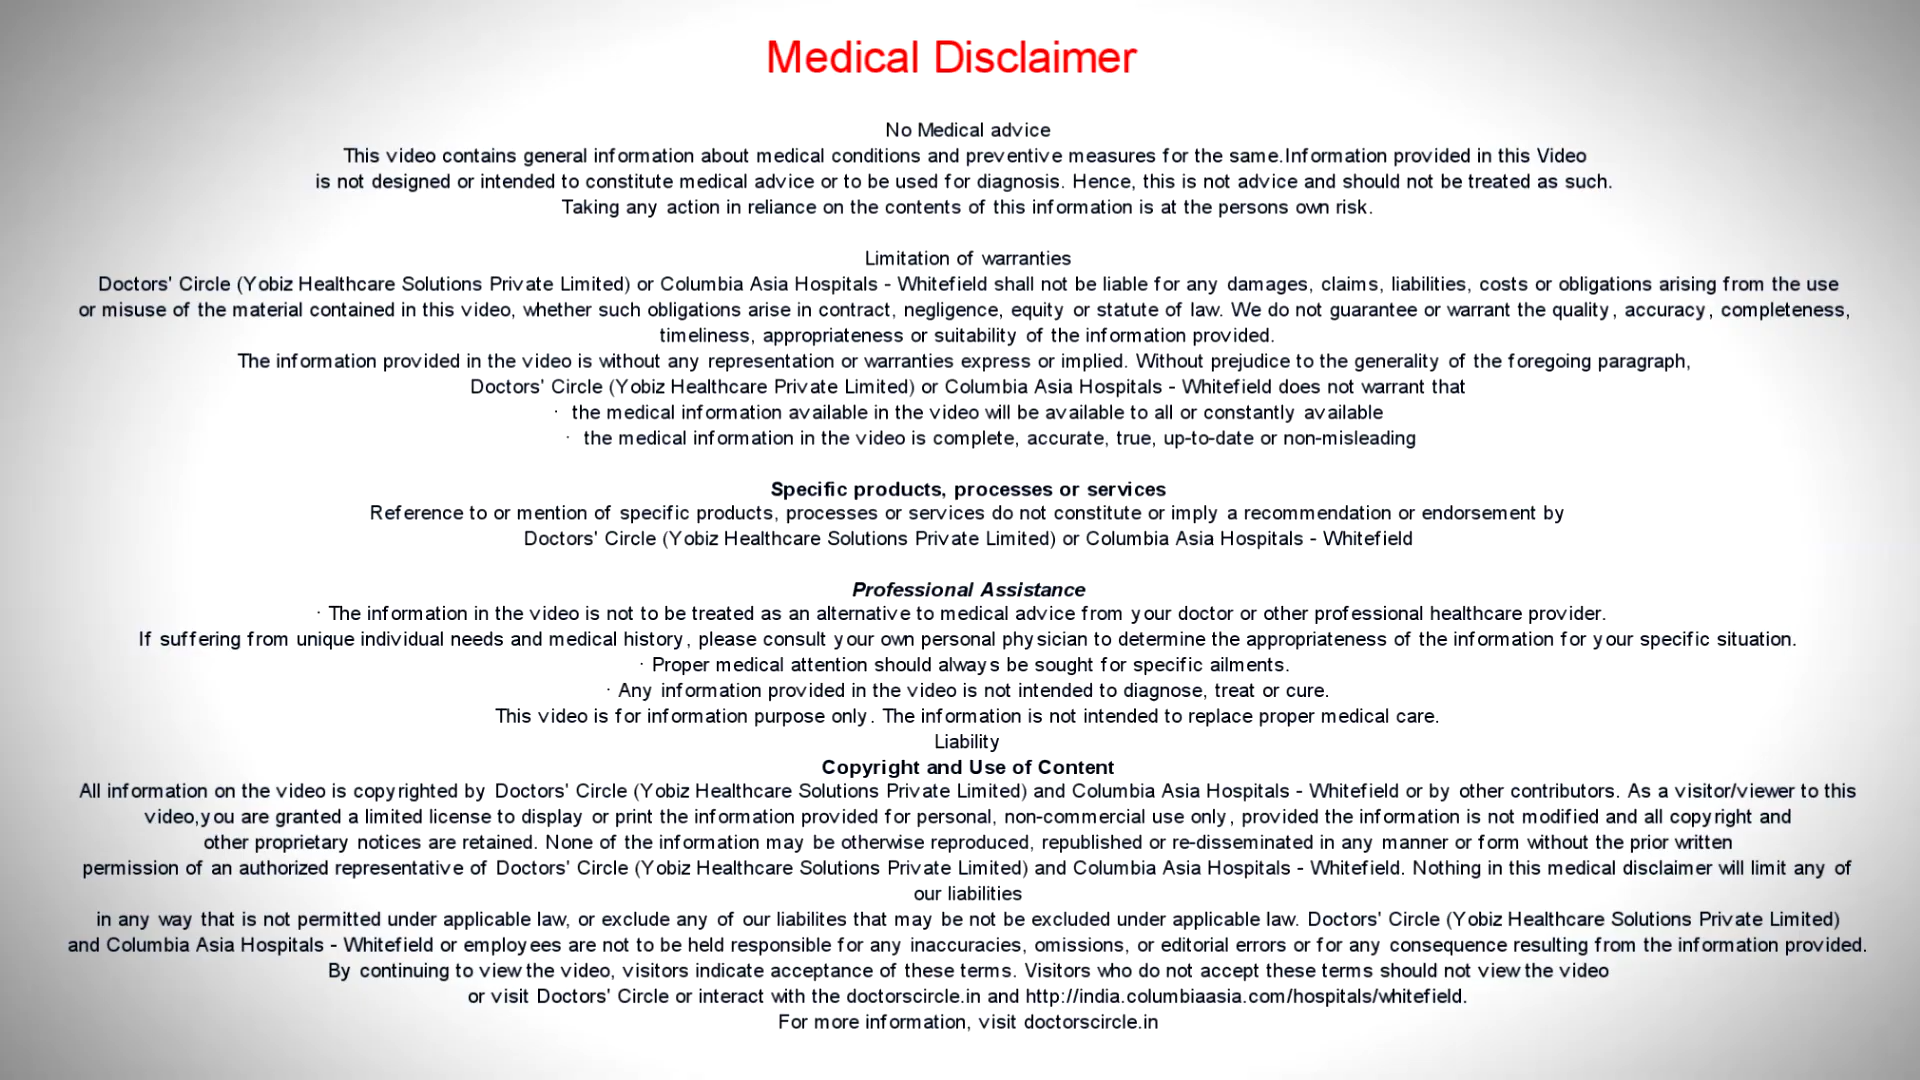 Medical Disclaimer
No Medical advice
This video contains general information about medical conditions and preventive measures for the same.Information provided in this Video
is not designed or intended to constitute medical advice or to be used for diagnosis. Hence, this is not advice and should not be treated as such.
Taking any action in reliance on the contents of this information is at the persons own risk.
Limitation of warranties
Doctors' Circle (Yobiz Healthcare Solutions Private Limited) or Columbia Asia Hospitals - Whitefield shall not be liable for any damages, claims, liabilities, costs or obligations arising from the use
or misuse of the material contained in this video, whether such obligations arise in contract, negligence, equity or statute of law. We do not guarantee or warrant the quality, accuracy, completeness,
timeliness, appropriateness or suitability of the information provided.
The information provided in the video is without any representation or warranties express or implied. Without prejudice to the generality of the foregoing paragraph,
Doctors' Circle (Yobiz Healthcare Private Limited) or Columbia Asia Hospitals - Whitefield does not warrant that
· the medical information available in the video will be available to all or constantly available
· the medical information in the video is complete, accurate, true, up-to-date or non-misleading
Specific products, processes or services
Reference to or mention of specific products, processes or services do not constitute or imply a recommendation or endorsement by
Doctors' Circle (Yobiz Healthcare Solutions Private Limited) or Columbia Asia Hospitals - Whitefield
Professional Assistance
· The information in the video is not to be treated as an alternative to medical advice from your doctor or other professional healthcare provider.
If suffering from unique individual needs and medical history, please consult your own personal physician to determine the appropriateness of the information for your specific situation.
· Proper medical attention should always be sought for specific ailments.
· Any information provided in the video is not intended to diagnose, treat or cure.
This video is for information purpose only. The information is not intended to replace proper medical care.
Liability
Copyright and Use of Content
All information on the video is copyrighted by Doctors' Circle (Yobiz Healthcare Solutions Private Limited) and Columbia Asia Hospitals - Whitefield or by other contributors. As a visitor/viewer to this
video,you are granted a limited license to display or print the information provided for personal, non-commercial use only, provided the information is not modified and all copyright and
other proprietary notices are retained. None of the information may be otherwise reproduced, republished or re-disseminated in any manner or form without the prior written
permission of an authorized representative of Doctors' Circle (Yobiz Healthcare Solutions Private Limited) and Columbia Asia Hospitals - Whitefield. Nothing in this medical disclaimer will limit any of
our liabilities
in any way that is not permitted under applicable law, or exclude any of our liabilites that may be not be excluded under applicable law. Doctors' Circle (Yobiz Healthcare Solutions Private Limited)
and Columbia Asia Hospitals - Whitefield or employees are not to be held responsible for any inaccuracies, omissions, or editorial errors or for any consequence resulting from the information provided.
By continuing to view the video, visitors indicate acceptance of these terms. Visitors who do not accept these terms should not view the video
or visit Doctors' Circle or interact with the doctorscircle.in and http://india.columbiaasia.com/hospitals/whitefield.
For more information, visit doctorscircle.in